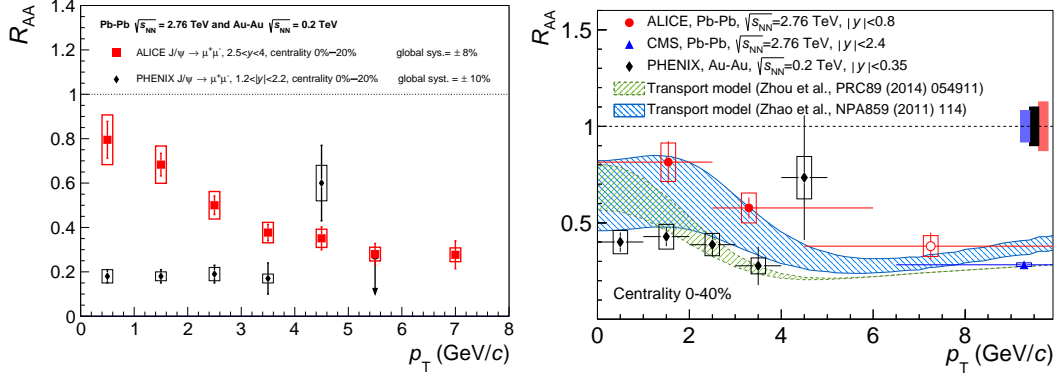 R_AA
Pb-Pb √s_NN = 2.76 TeV and Au-Au √s_NN = 0.2 TeV
ALICE J/ψ → μ⁺μ⁻, 2.5<y<4, centrality 0%–20% global sys.= ± 8%
PHENIX J/ψ → μ⁺μ⁻, 1.2<|y|<2.2, centrality 0%–20% global syst. = ± 10%
1.4
1.2
1
0.8
0.6
0.4
0.2
0
0 1 2 3 4 5 6 7 8
p_T (GeV/c)
R_AA
ALICE, Pb-Pb, √s_NN=2.76 TeV, |y|<0.8
CMS, Pb-Pb, √s_NN=2.76 TeV, |y|<2.4
PHENIX, Au-Au, √s_NN=0.2 TeV, |y|<0.35
Transport model (Zhou et al., PRC89 (2014) 054911)
Transport model (Zhao et al., NPA859 (2011) 114)
1.5
1
0.5
Centrality 0-40%
0 2 4 6 8
p_T (GeV/c)